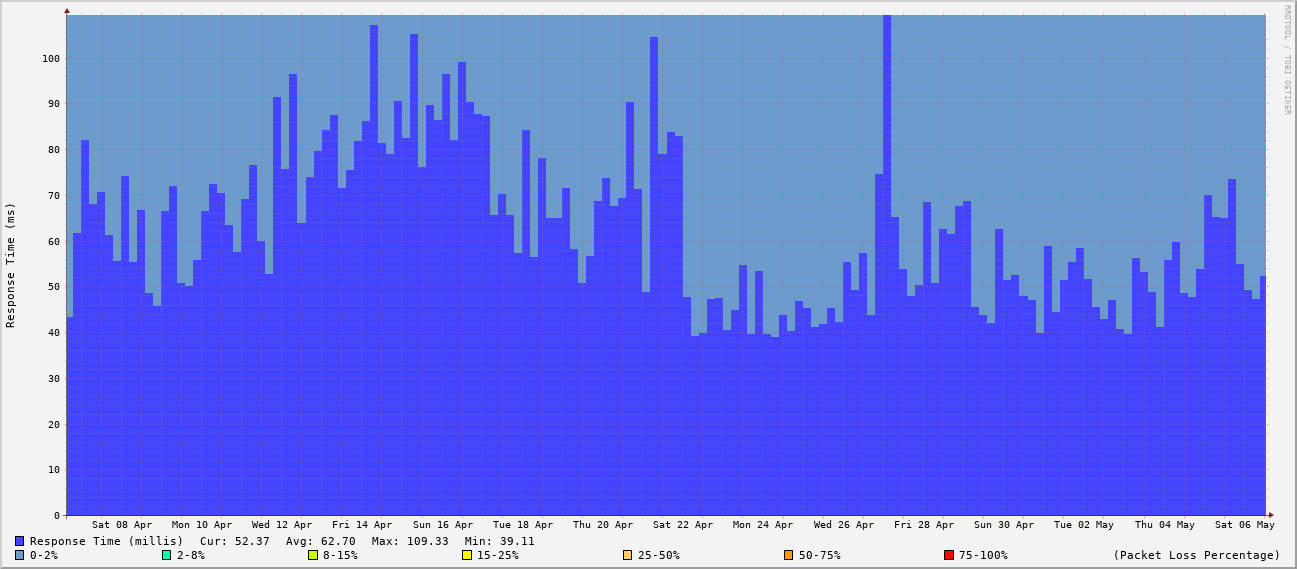 RRDTOOL / TOBI OETIKER
Response Time (ms)
100
90
80
70
60
50
40
30
20
10
0
Sat 08 Apr Mon 10 Apr Wed 12 Apr Fri 14 Apr Sun 16 Apr Tue 18 Apr Thu 20 Apr Sat 22 Apr Mon 24 Apr Wed 26 Apr Fri 28 Apr Sun 30 Apr Tue 02 May Thu 04 May Sat 06 May
Response Time (millis) Cur: 52.37 Avg: 62.70 Max: 109.33 Min: 39.11
0-2% 2-8% 8-15% 15-25% 25-50% 50-75% 75-100% (Packet Loss Percentage)